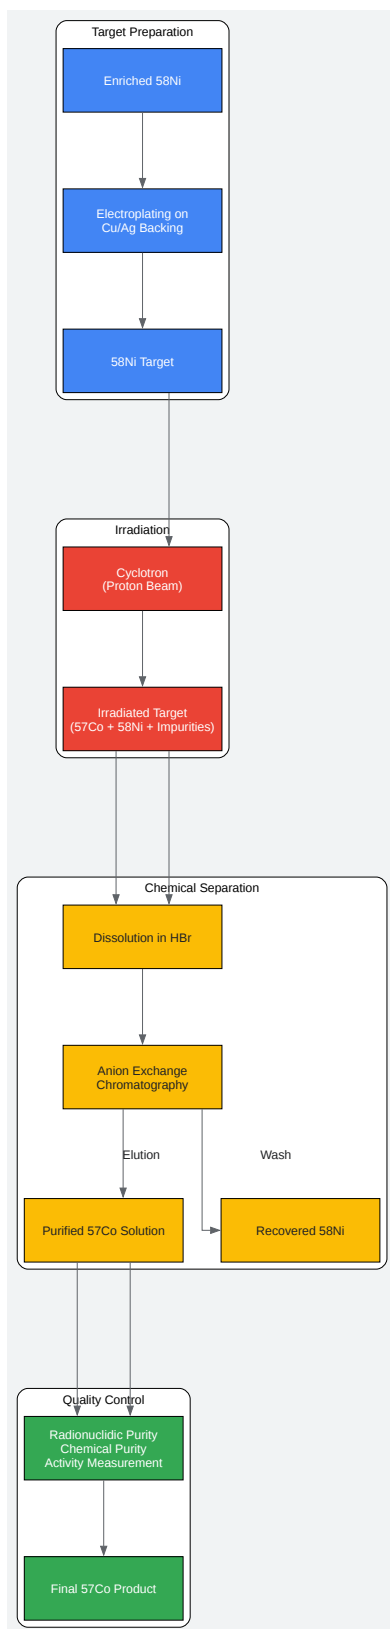 Target Preparation
Enriched 58Ni
Electroplating on
Cu/Ag Backing
58Ni Target
Irradiation
Cyclotron
(Proton Beam)
Irradiated Target
(57Co + 58Ni + Impurities)
Chemical Separation
Dissolution in HBr
Anion Exchange
Chromatography
Elution
Wash
Purified 57Co Solution
Recovered 58Ni
Quality Control
Radionuclidic Purity
Chemical Purity
Activity Measurement
Final 57Co Product